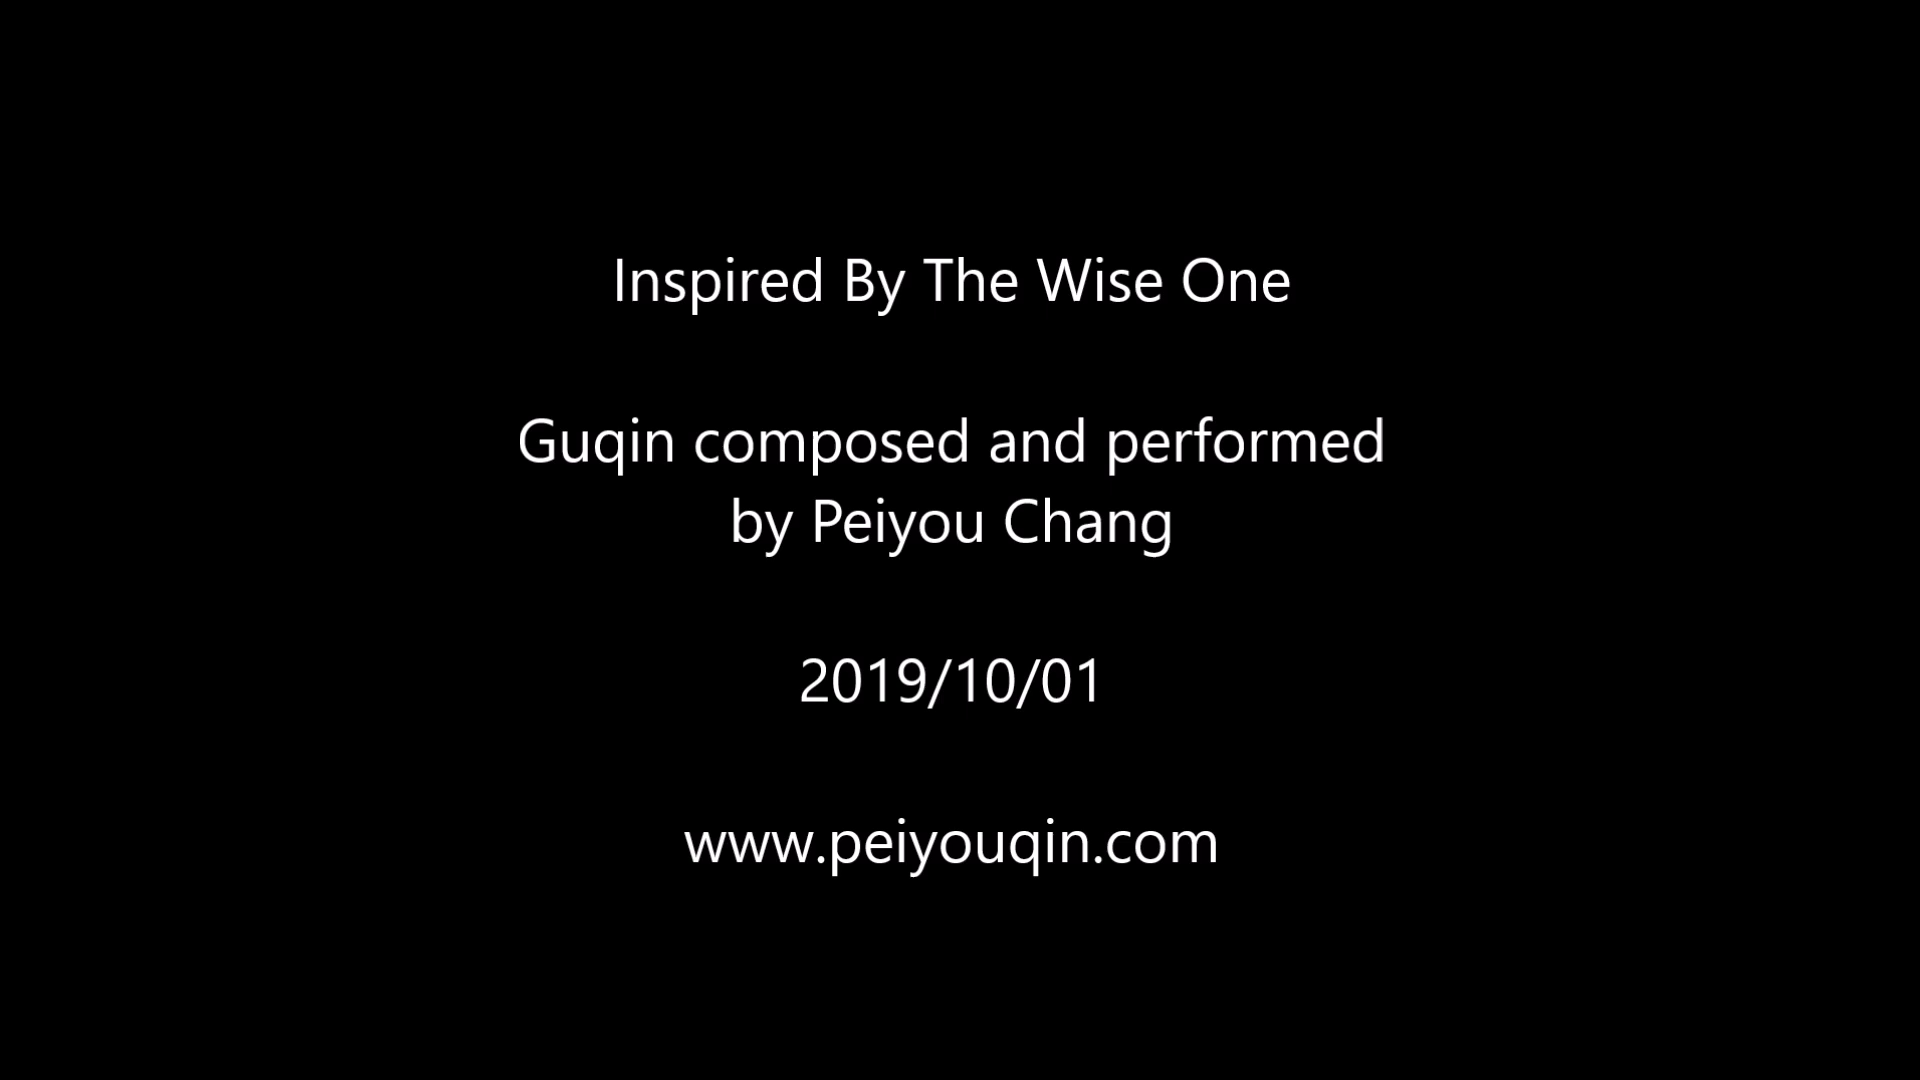 Inspired By The Wise One
Guqin composed and performed
by Peiyou Chang
2019/10/01
www.peiyouqin.com